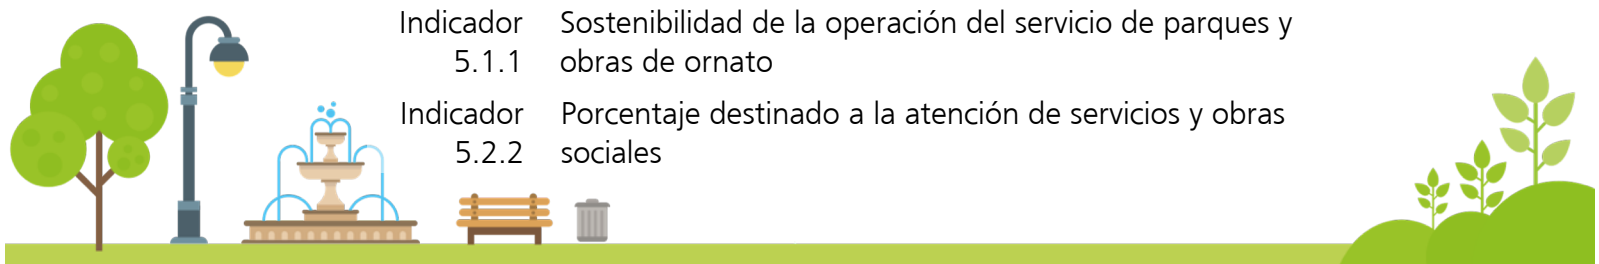 Indicador Sostenibilidad de la operación del servicio de parques y
5.1.1 obras de ornato
Indicador Porcentaje destinado a la atención de servicios y obras
5.2.2 sociales